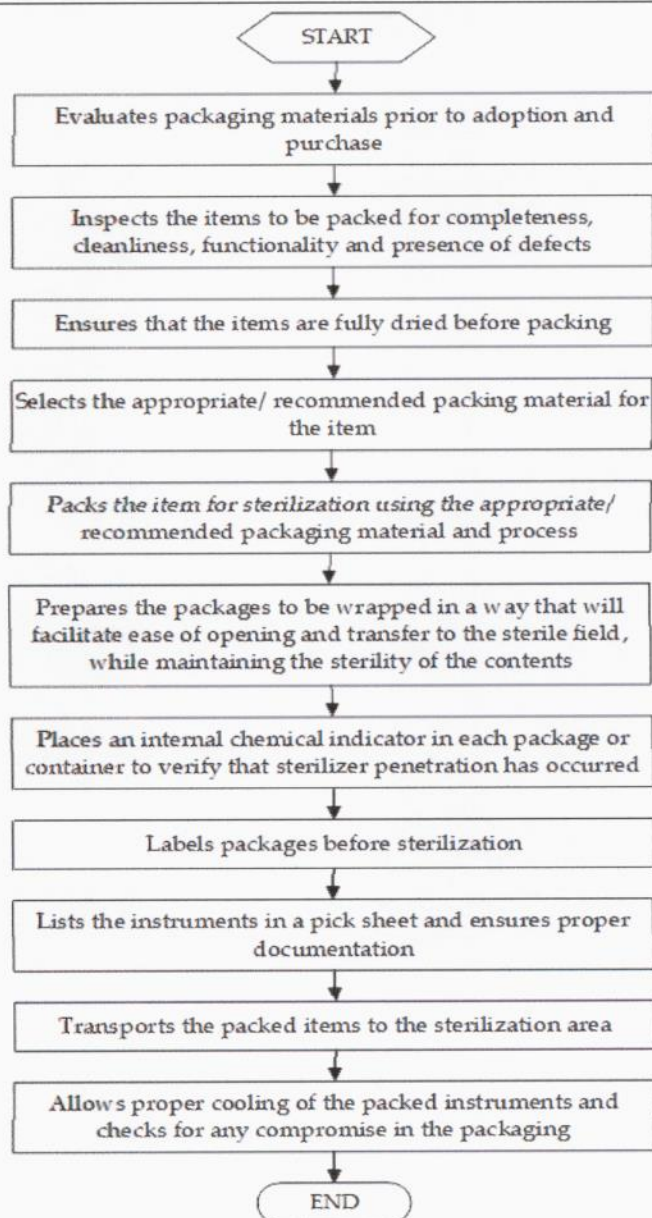 START
Evaluates packaging materials prior to adoption and
purchase
Inspects the items to be packed for completeness,
cleanliness, functionality and presence of defects
Ensures that the items are fully dried before packing
Selects the appropriate/ recommended packing material for
the item
Packs the item for sterilization using the appropriate/
recommended packaging material and process
Prepares the packages to be wrapped in a way that will
facilitate ease of opening and transfer to the sterile field,
while maintaining the sterility of the contents
Places an internal chemical indicator in each package or
container to verify that sterilizer penetration has occurred
Labels packages before sterilization
Lists the instruments in a pick sheet and ensures proper
documentation
Transports the packed items to the sterilization area
Allows proper cooling of the packed instruments and
checks for any compromise in the packaging
END